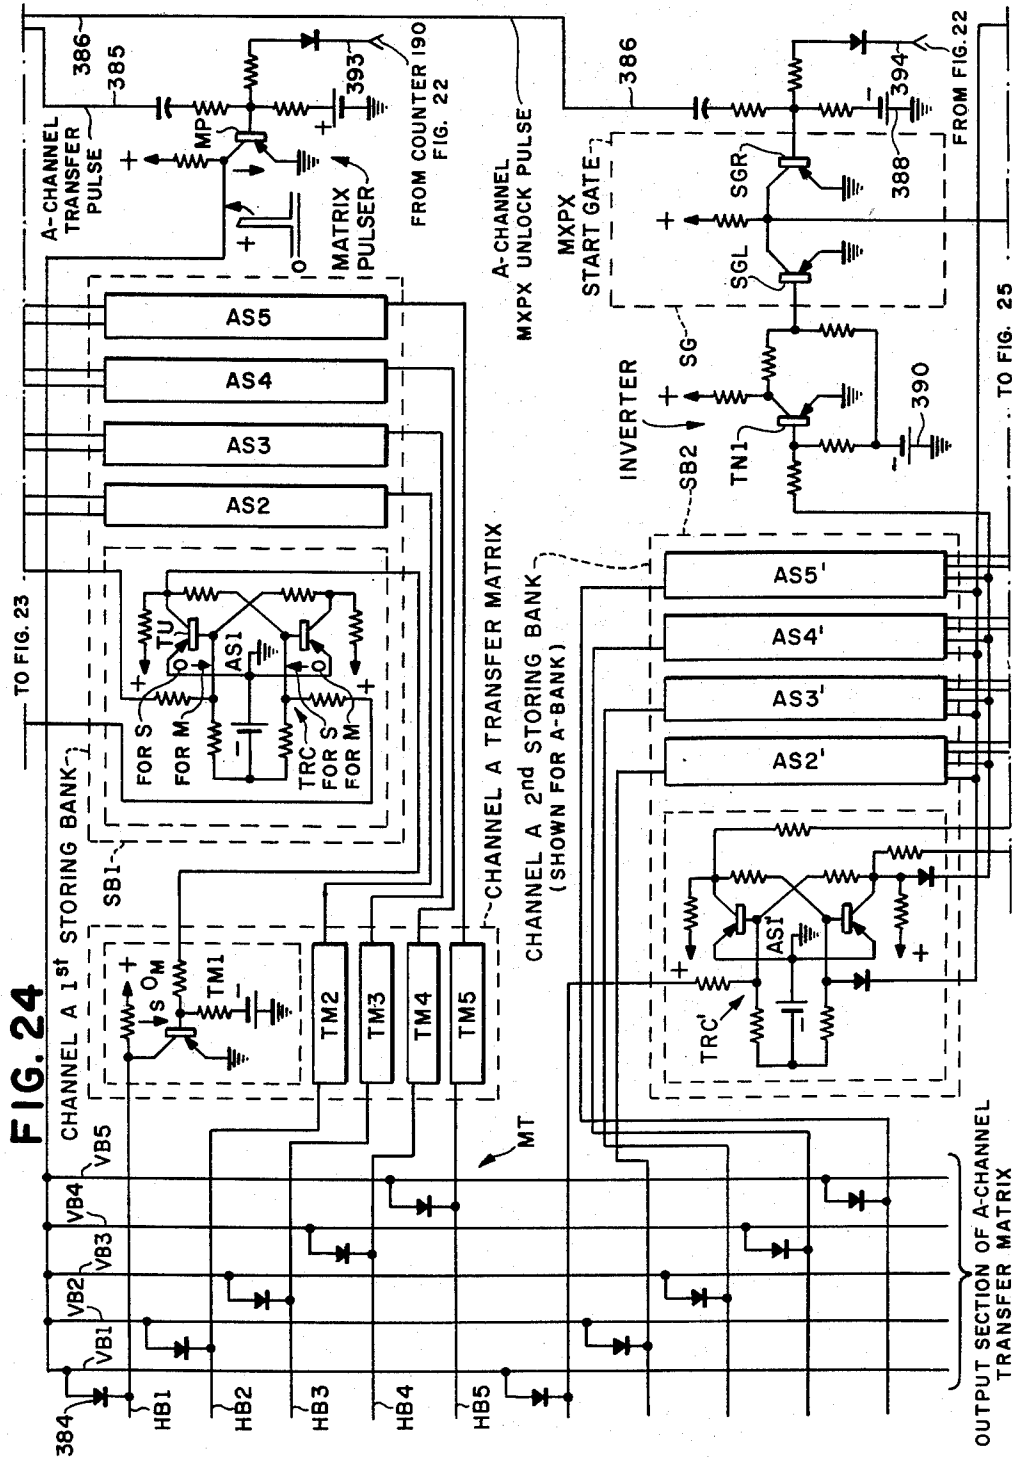 FIG. 24
CHANNEL A 1st STORING BANK
SB1
TO FIG. 23
386
385
A-CHANNEL
TRANSFER
PULSE
MP
+
+
393
FROM COUNTER 190
FIG. 22
MATRIX
PULSER
+
O
AS5
AS4
AS3
AS2
AS1
TU
TRC
FOR S
FOR M
FOR S
FOR M
O
O
+
+
-
CHANNEL A TRANSFER MATRIX
+
S
OM
TM1
-
TM2
TM3
TM4
TM5
VB5
VB4
VB3
VB2
VB1
384
HB1
HB2
HB3
HB4
HB5
MT
A-CHANNEL
MXPX UNLOCK PULSE
386
MXPX
START GATE
SGR
SGL
SG
+
388
-
394
FROM FIG. 22
INVERTER
+
TN1
390
-
SB2
TO FIG. 25
CHANNEL A 2nd STORING BANK
(SHOWN FOR A-BANK)
AS5'
AS4'
AS3'
AS2'
AS1'
TRC'
+
+
-
OUTPUT SECTION OF A-CHANNEL
TRANSFER MATRIX